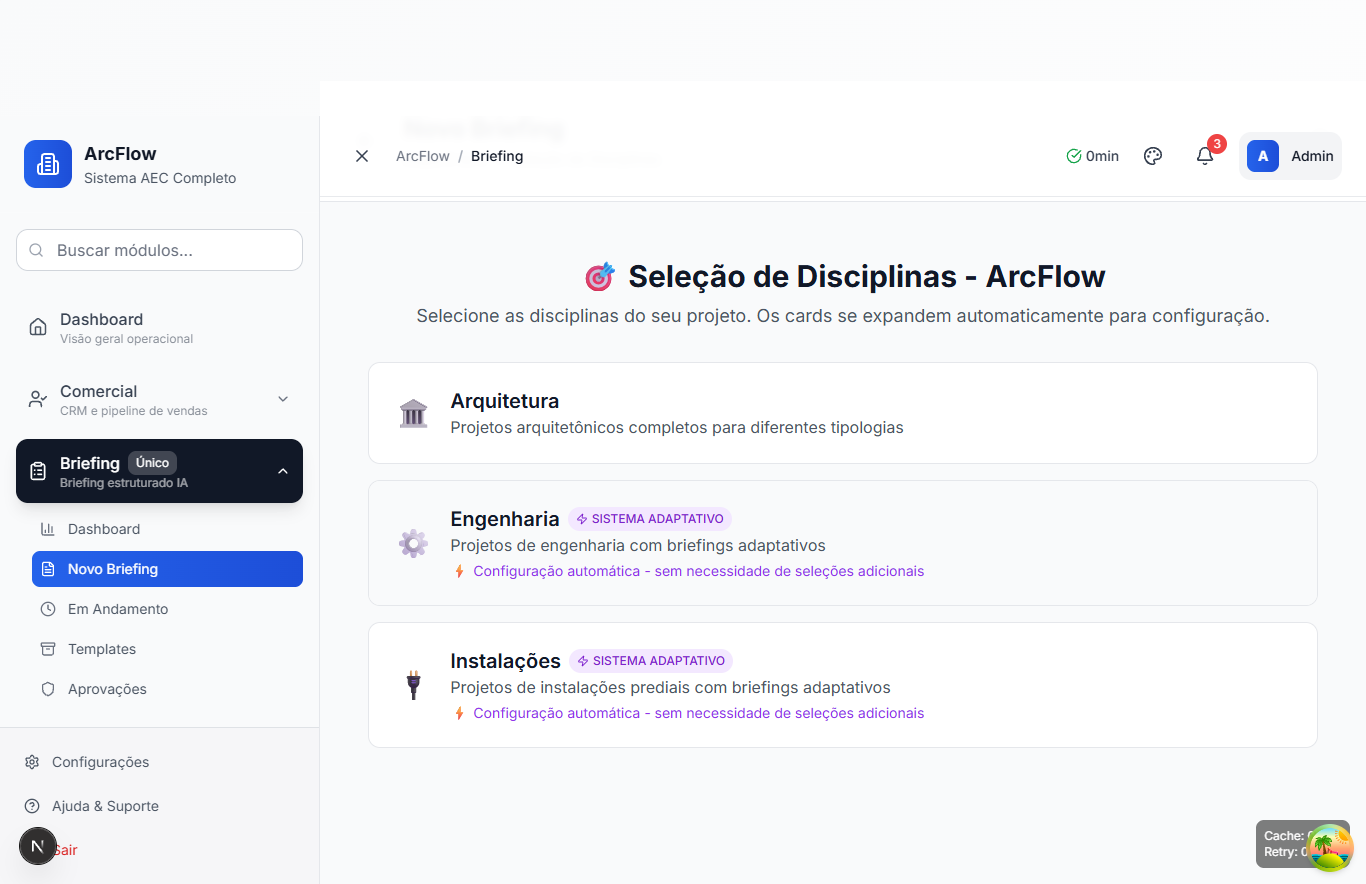 ArcFlow
Sistema AEC Completo
Buscar módulos...
Dashboard
Visão geral operacional
Comercial
CRM e pipeline de vendas
Briefing Único
Briefing estruturado IA
Dashboard
Novo Briefing
Em Andamento
Templates
Aprovações
Configurações
Ajuda & Suporte
N
Sair
Novo Briefing
ArcFlow / Briefing
0min
3
A Admin
Seleção de Disciplinas - ArcFlow
Selecione as disciplinas do seu projeto. Os cards se expandem automaticamente para configuração.
Arquitetura
Projetos arquitetônicos completos para diferentes tipologias
Engenharia SISTEMA ADAPTATIVO
Projetos de engenharia com briefings adaptativos
Configuração automática - sem necessidade de seleções adicionais
Instalações SISTEMA ADAPTATIVO
Projetos de instalações prediais com briefings adaptativos
Configuração automática - sem necessidade de seleções adicionais
Cache:
Retry: 0